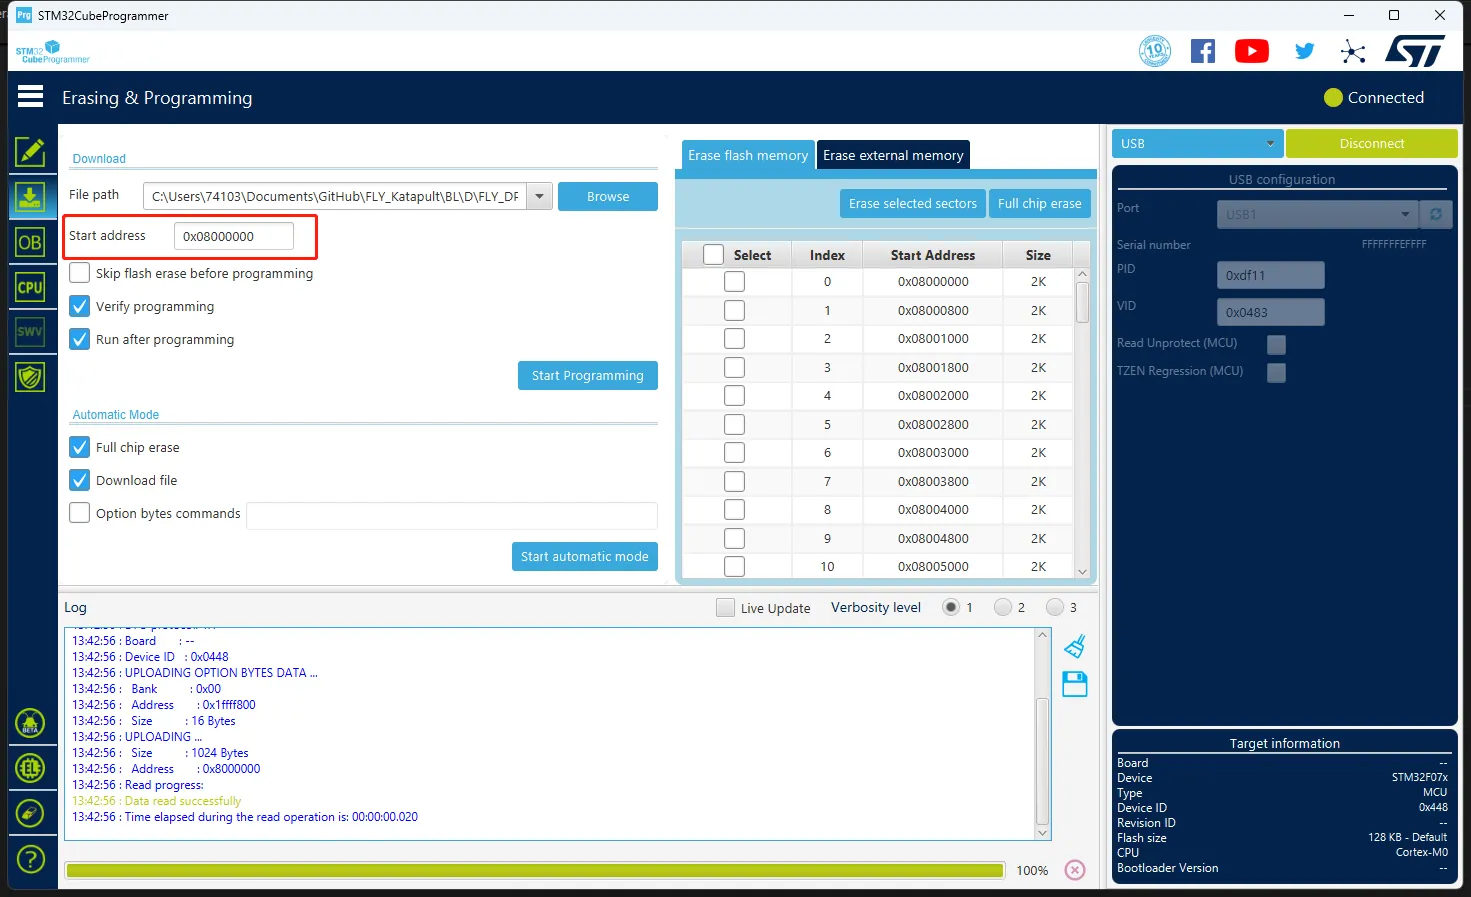 STM32CubeProgrammer
STM32
CubeProgrammer
10
Erasing & Programming
Connected
Download
File path
C:\Users\74103\Documents\GitHub\FLY_Katapult\BL\D\FLY_DF
Browse
Start address
0x08000000
Skip flash erase before programming
Verify programming
Run after programming
Start Programming
Automatic Mode
Full chip erase
Download file
Option bytes commands
Start automatic mode
OB
CPU
SWV
BETA
?
Erase flash memory
Erase external memory
Erase selected sectors
Full chip erase
Select Index Start Address Size
0 0x08000000 2K
1 0x08000800 2K
2 0x08001000 2K
3 0x08001800 2K
4 0x08002000 2K
5 0x08002800 2K
6 0x08003000 2K
7 0x08003800 2K
8 0x08004000 2K
9 0x08004800 2K
10 0x08005000 2K
Log
Live Update
Verbosity level
1
2
3
13:42:56 : Board : --
13:42:56 : Device ID : 0x0448
13:42:56 : UPLOADING OPTION BYTES DATA ...
13:42:56 : Bank : 0x00
13:42:56 : Address : 0x1ffff800
13:42:56 : Size : 16 Bytes
13:42:56 : UPLOADING ...
13:42:56 : Size : 1024 Bytes
13:42:56 : Address : 0x8000000
13:42:56 : Read progress:
13:42:56 : Data read successfully
13:42:56 : Time elapsed during the read operation is: 00:00:00.020
100%
USB
Disconnect
USB configuration
Port USB1
Serial number FFFFFFFEFFFF
PID 0xdf11
VID 0x0483
Read Unprotect (MCU)
TZEN Regression (MCU)
Target information
Board --
Device STM32F07x
Type MCU
Device ID 0x448
Revision ID --
Flash size 128 KB - Default
CPU Cortex-M0
Bootloader Version --